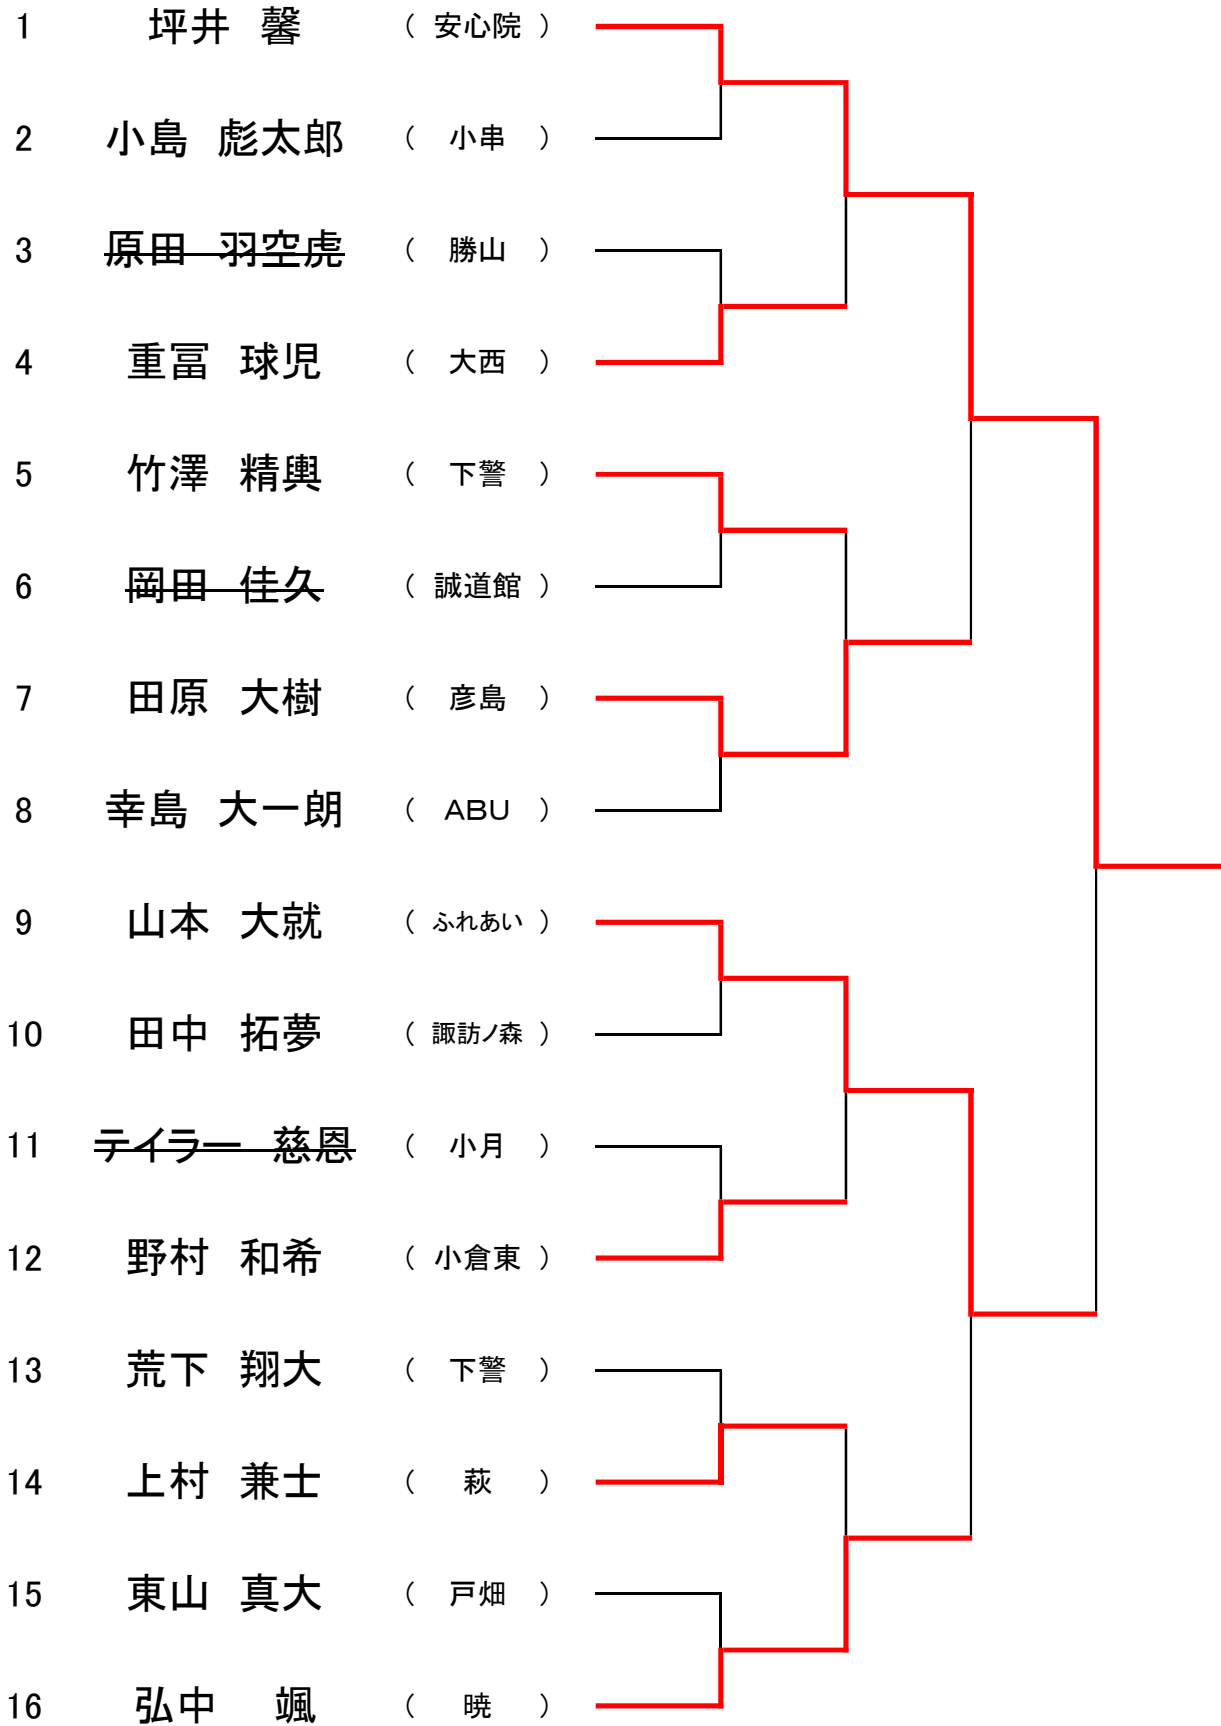 1 坪井 馨 ( 安心院 )
2 小島 彪太郎 ( 小串 )
3 原田 羽空虎 ( 勝山 )
4 重冨 球児 ( 大西 )
5 竹澤 精輿 ( 下警 )
6 岡田 佳久 ( 誠道館 )
7 田原 大樹 ( 彦島 )
8 幸島 大一朗 ( ABU )
9 山本 大就 ( ふれあい )
10 田中 拓夢 ( 諏訪ノ森 )
11 テイラー 慈恩 ( 小月 )
12 野村 和希 ( 小倉東 )
13 荒下 翔大 ( 下警 )
14 上村 兼士 ( 萩 )
15 東山 真大 ( 戸畑 )
16 弘中 颯 ( 暁 )